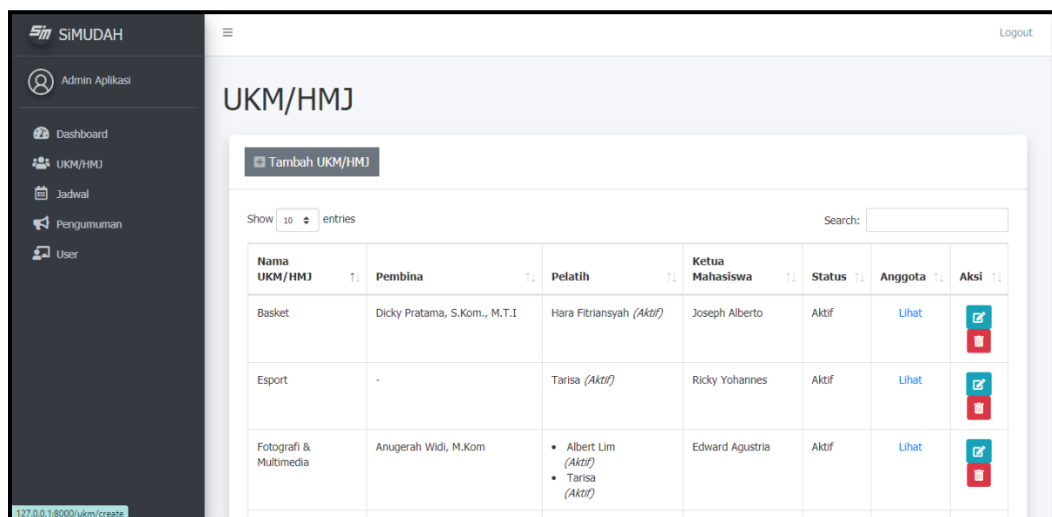 Sim SiMUDAH
Logout
Admin Aplikasi
UKM/HMJ
Dashboard
UKM/HMJ
Jadwal
Pengumuman
User
Tambah UKM/HMJ
Show 10 entries
Search:
Nama UKM/HMJ
Pembina
Pelatih
Ketua Mahasiswa
Status
Anggota
Aksi
Basket
Dicky Pratama, S.Kom., M.T.I
Hara Fitriansyah (Aktif)
Joseph Alberto
Aktif
Lihat
Esport
-
Tarisa (Aktif)
Ricky Yohannes
Aktif
Lihat
Fotografi &
Multimedia
Anugerah Widi, M.Kom
• Albert Lim
(Aktif)
• Tarisa
(Aktif)
Edward Agustria
Aktif
Lihat
127.0.0.1:8000/ukm/create